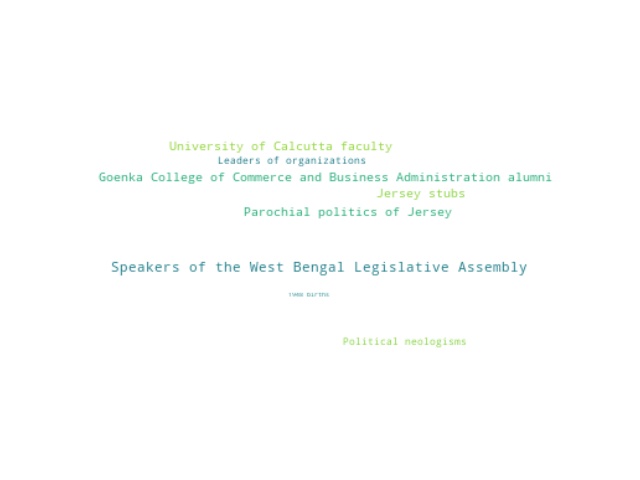 University of Calcutta faculty
Leaders of organizations
Goenka College of Commerce and Business Administration alumni
Jersey stubs
Parochial politics of Jersey
Speakers of the West Bengal Legislative Assembly
births
Political neologisms